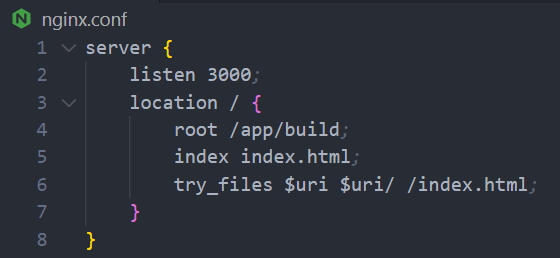 nginx.conf
1 server {
2 listen 3000;
3 location / {
4 root /app/build;
5 index index.html;
6 try_files $uri $uri/ /index.html;
7 }
8 }